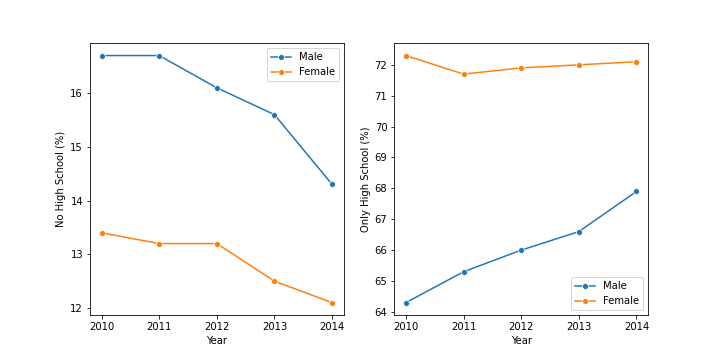 Male
Female
16
15
14
13
12
No High School (%)
2010 2011 2012 2013 2014
Year
72
71
70
69
68
67
66
65
64
Only High School (%)
Male
Female
2010 2011 2012 2013 2014
Year